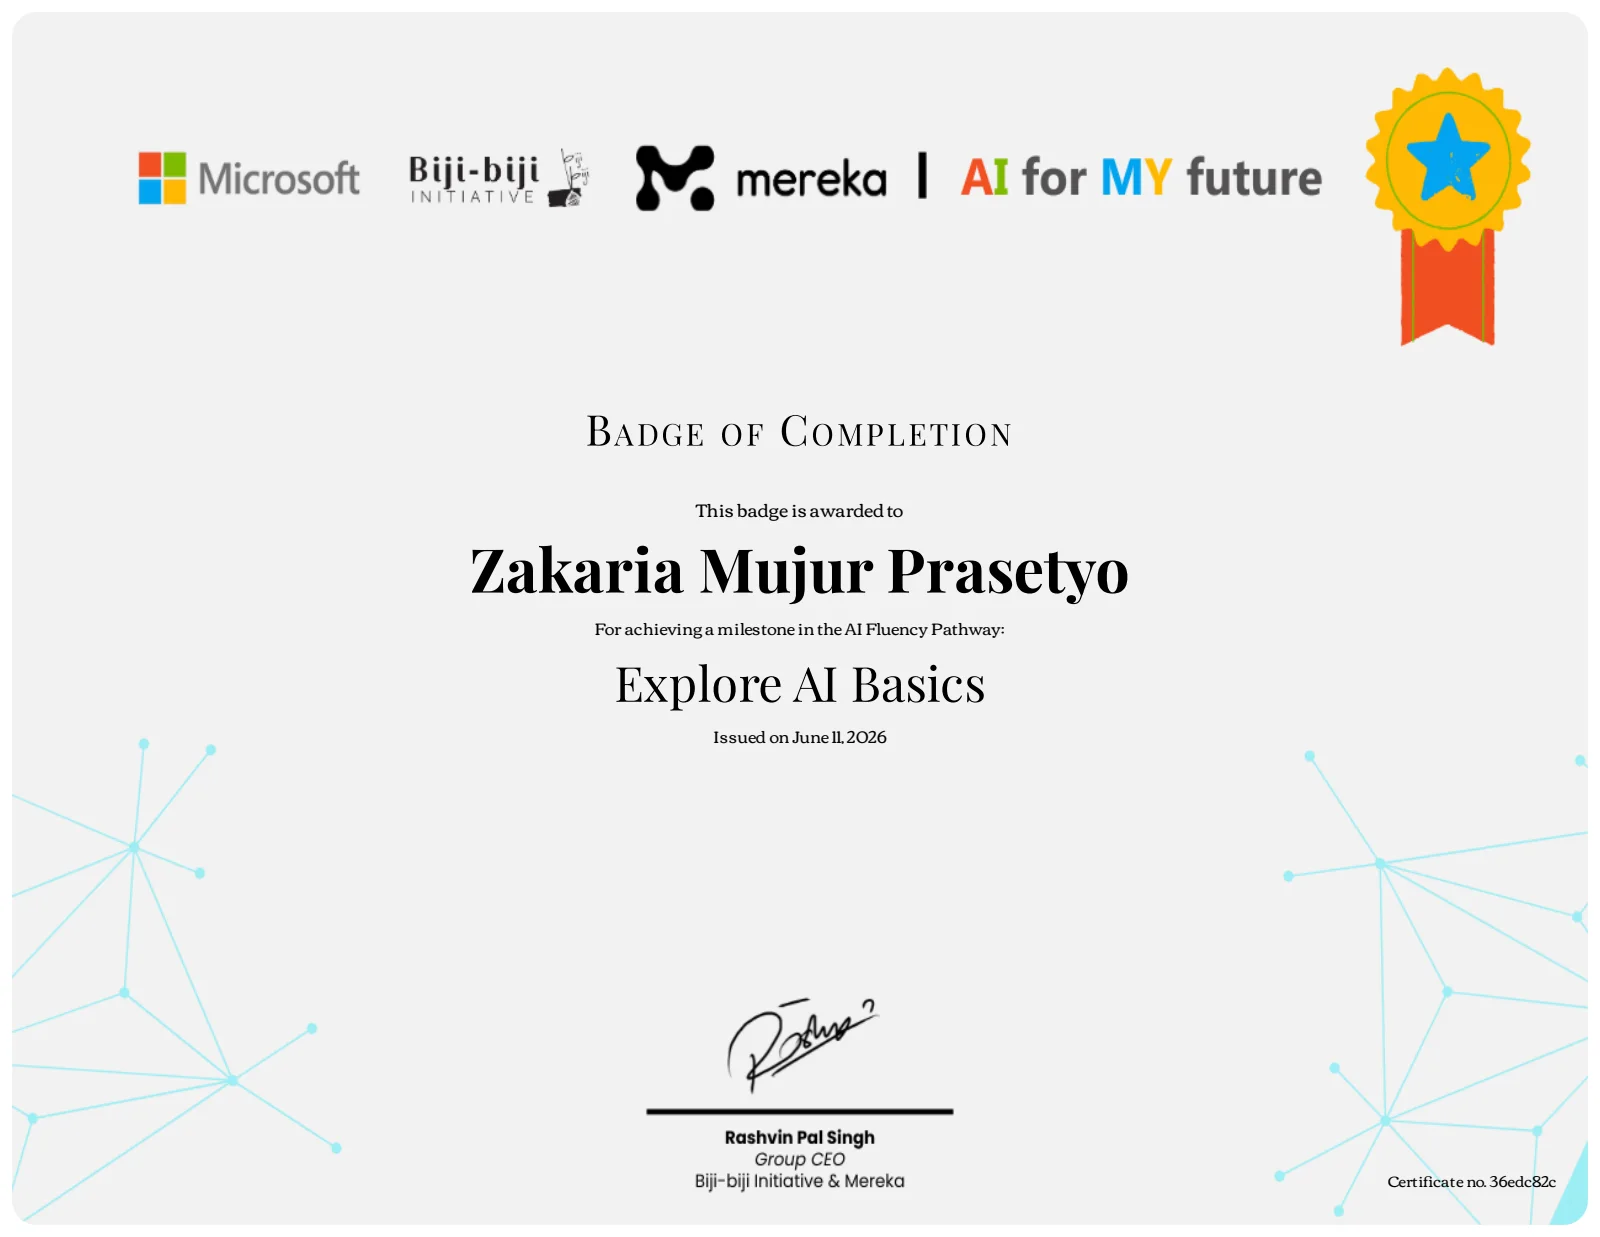 Microsoft Biji-biji INITIATIVE mereka | AI for MY future
Badge of Completion
This badge is awarded to
Zakaria Mujur Prasetyo
For achieving a milestone in the AI Fluency Pathway:
Explore AI Basics
Issued on June 11, 2026
Rashvin Pal Singh
Group CEO
Biji-biji Initiative & Mereka
Certificate no. 36edc82c